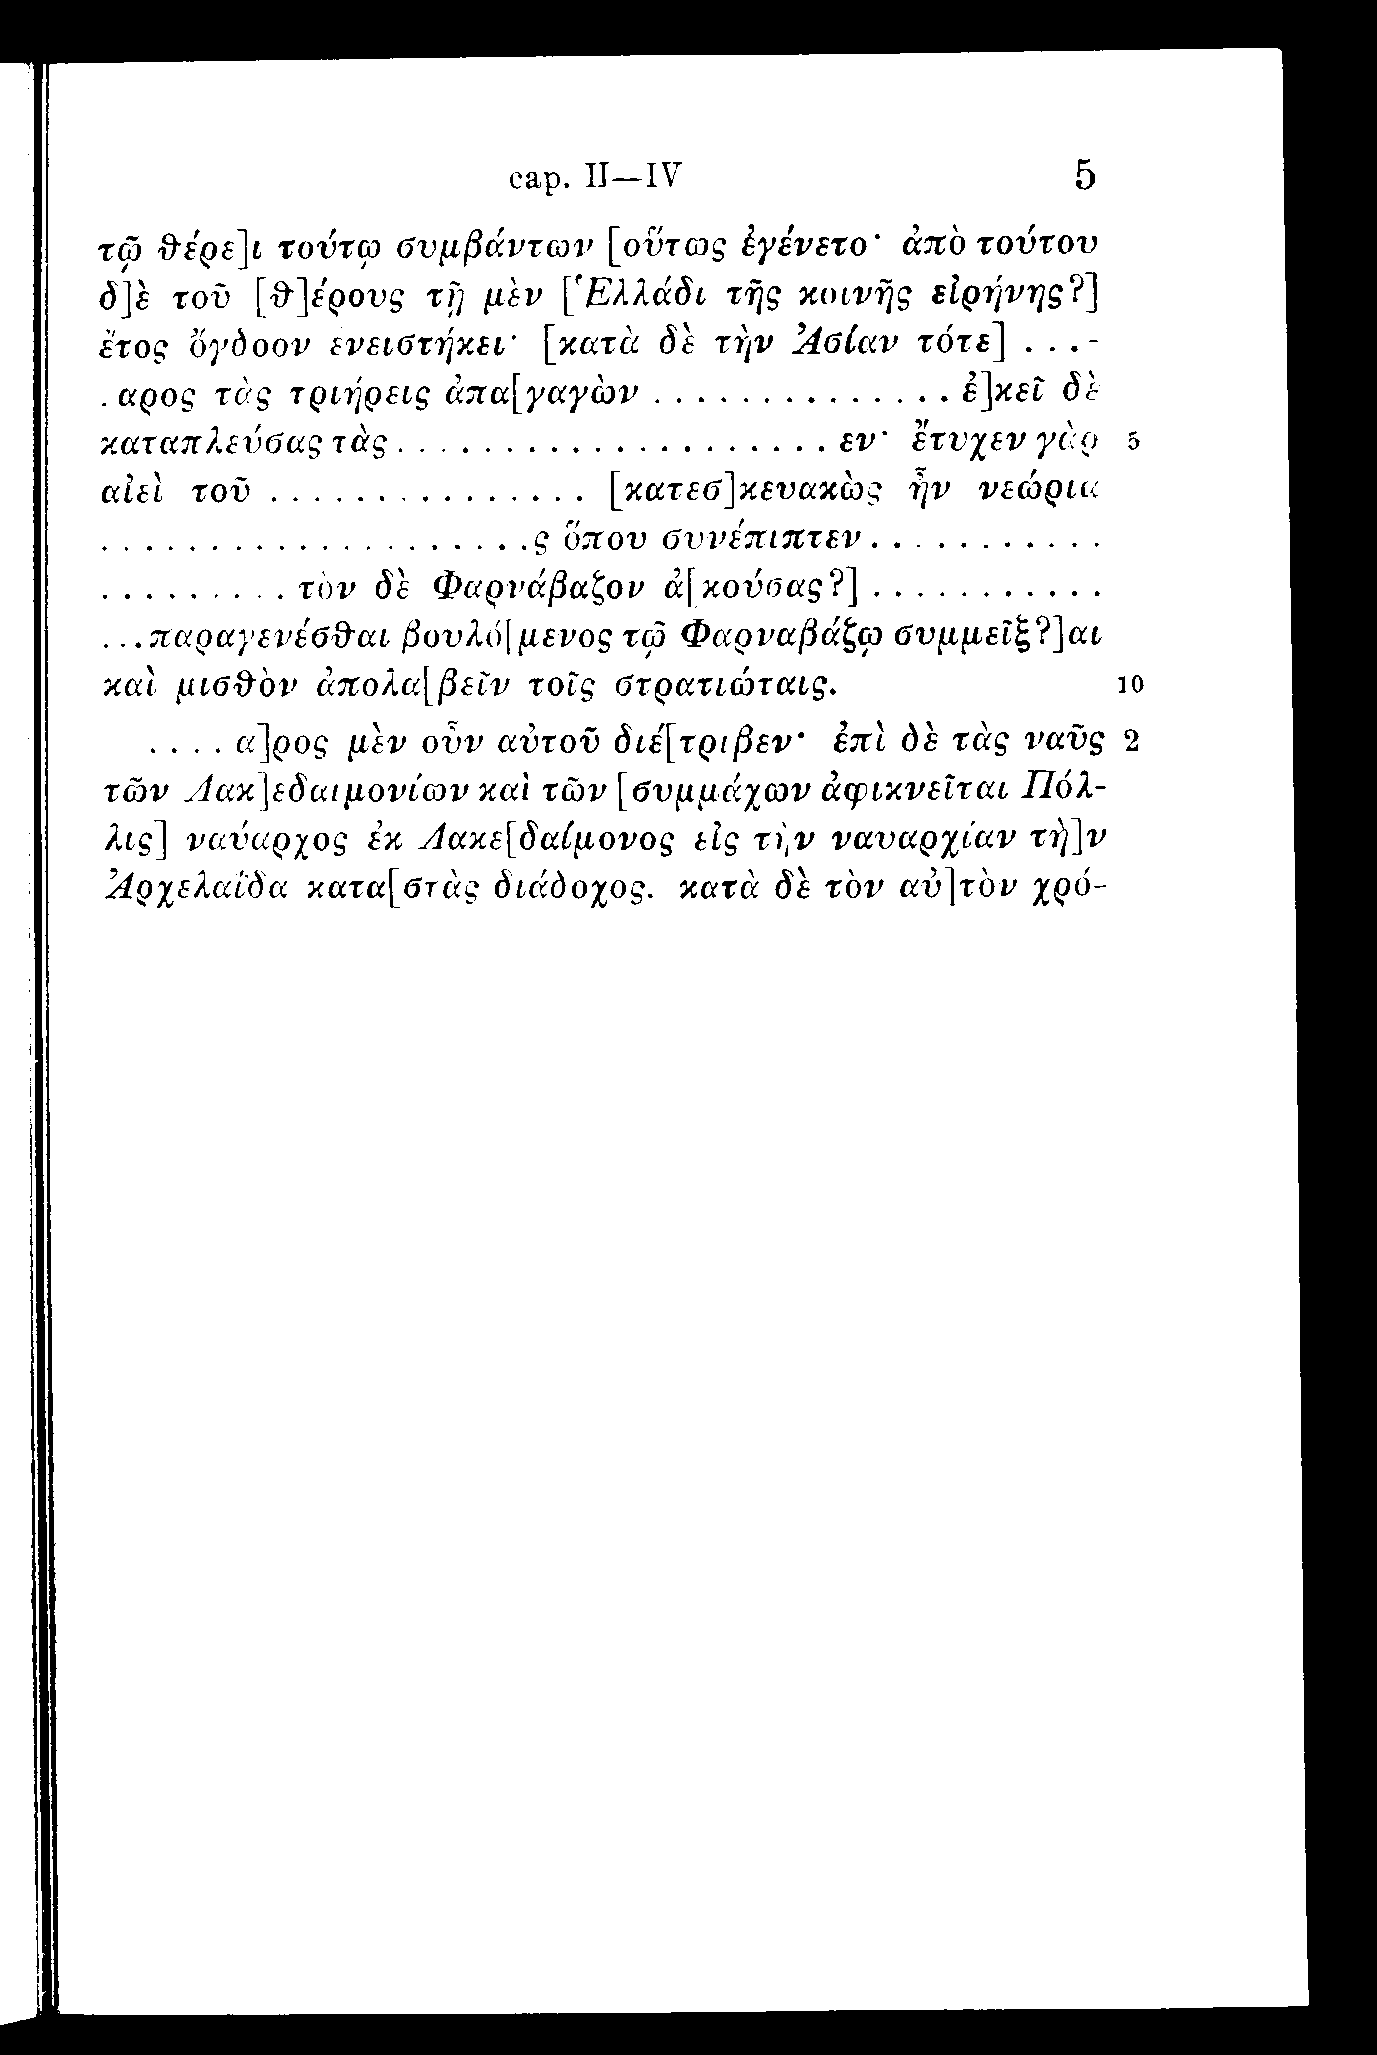 cap. II—IV 5
τῷ θέρε]ι τούτῳ συμβάντων [οὕτως ἐγένετο· ἀπὸ τούτου
δ]ὲ τοῦ [θ]έρους τῇ μὲν [Ἑλλάδι τῆς κοινῆς εἰρήνης?]
ἔτος ὄγδοον ἐνειστήκει· [κατὰ δὲ τὴν Ἀσίαν τότε] . . .-
. αρος τὰς τριήρεις ἀπα[γαγὼν . . . . . . . . . . . . . . ἐ]κεῖ δὲ
καταπλεύσας τὰς . . . . . . . . . . . . . . . . . . . . εν· ἔτυχεν γὰρ 5
αἰεὶ τοῦ . . . . . . . . . . . . . . . [κατεσ]κευακὼς ἦν νεώρια
. . . . . . . . . . . . . . . . . . . . ς ὅπου συνέπιπτεν . . . . . . . . . . .
. . . . . . . . . τὸν δὲ Φαρνάβαζον ἀ[κούσας?] . . . . . . . . . . .
. . . παραγενέσθαι βουλό[μενος τῷ Φαρναβάζῳ συμμεῖξ?]αι
καὶ μισθὸν ἀπολα[βεῖν τοῖς στρατιώταις. 10
. . . . α]ρος μὲν οὖν αὐτοῦ διέ[τριβεν· ἐπὶ δὲ τὰς ναῦς 2
τῶν Λακ]εδαιμονίων καὶ τῶν [συμμάχων ἀφικνεῖται Πόλ-
λις] ναύαρχος ἐκ Λακε[δαίμονος εἰς τὴν ναυαρχίαν τὴ]ν
Ἀρχελαΐδα κατα[στὰς διάδοχος. κατὰ δὲ τὸν αὐ]τὸν χρό-